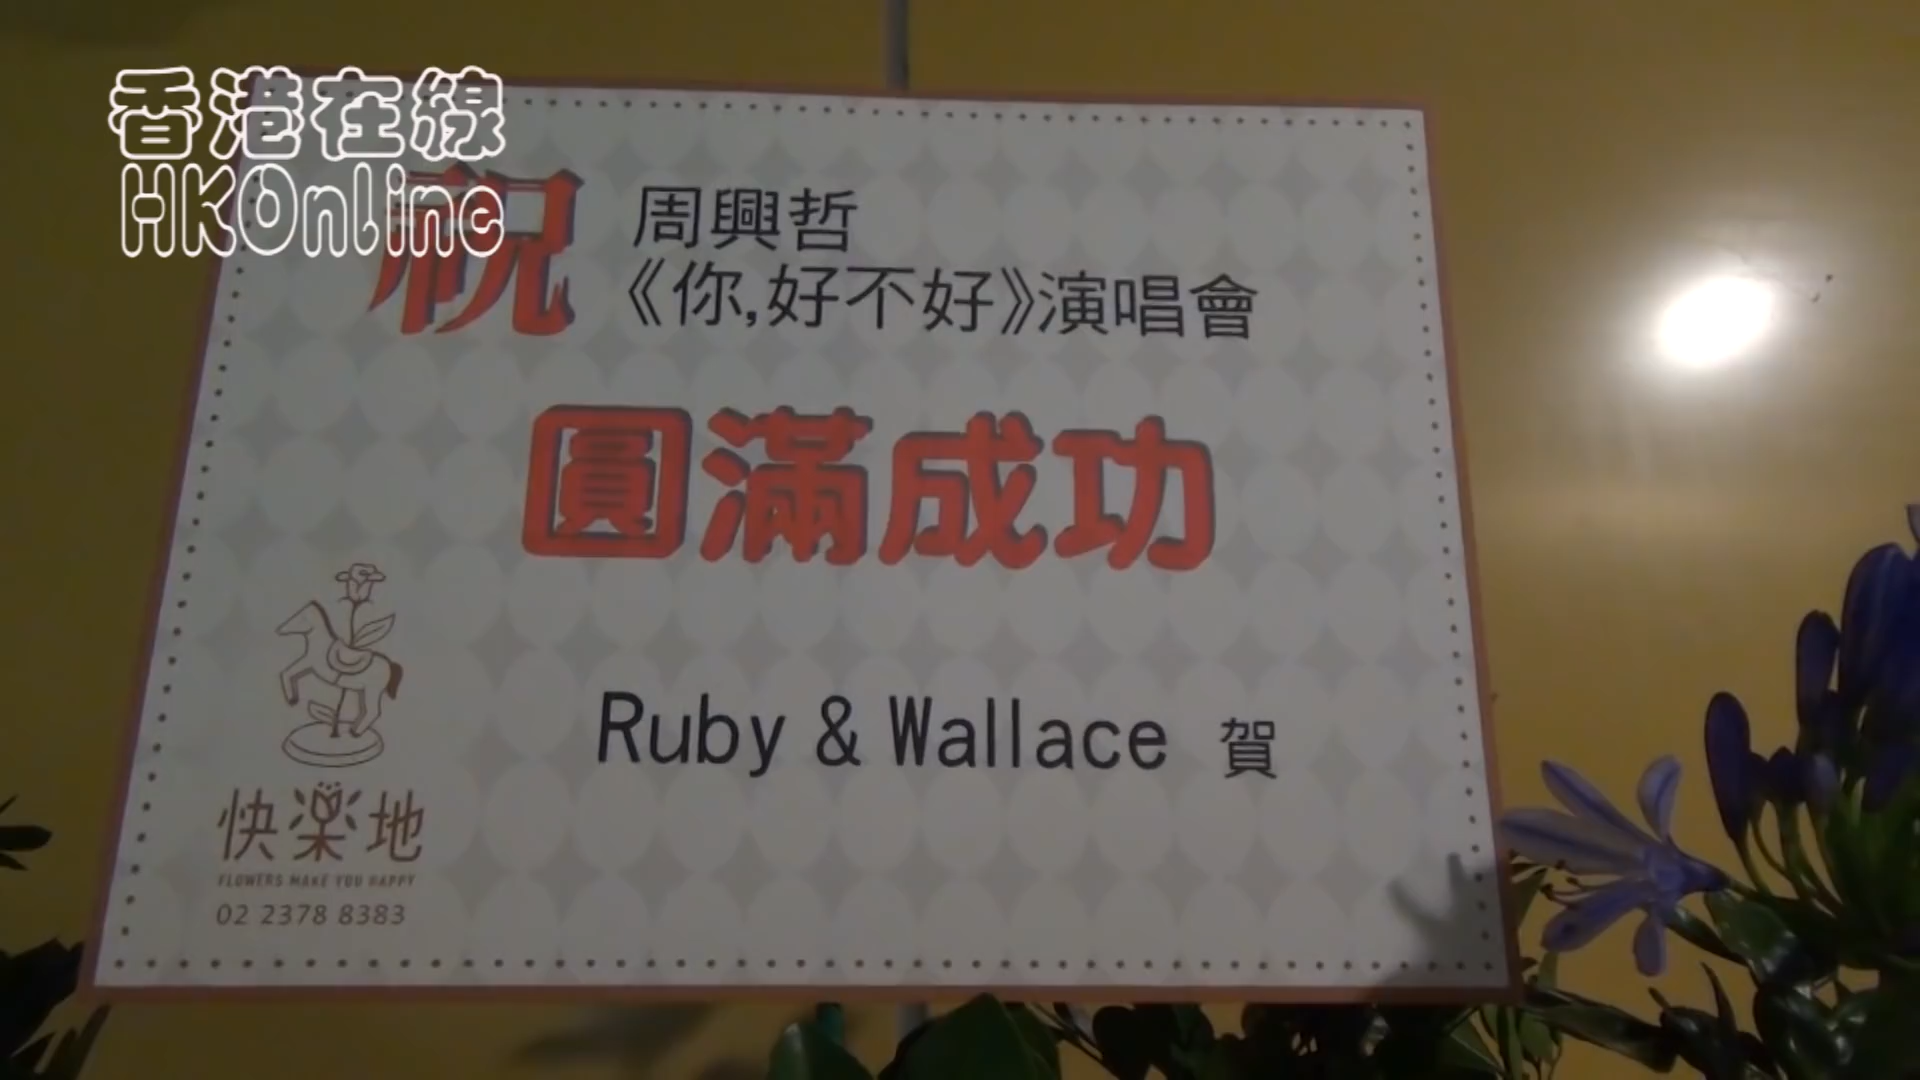 香港在線
HKOnline
祝
周興哲
《你,好不好》演唱會
圓滿成功
Ruby & Wallace 賀
快樂地
FLOWERS MAKE YOU HAPPY
02 2378 8383